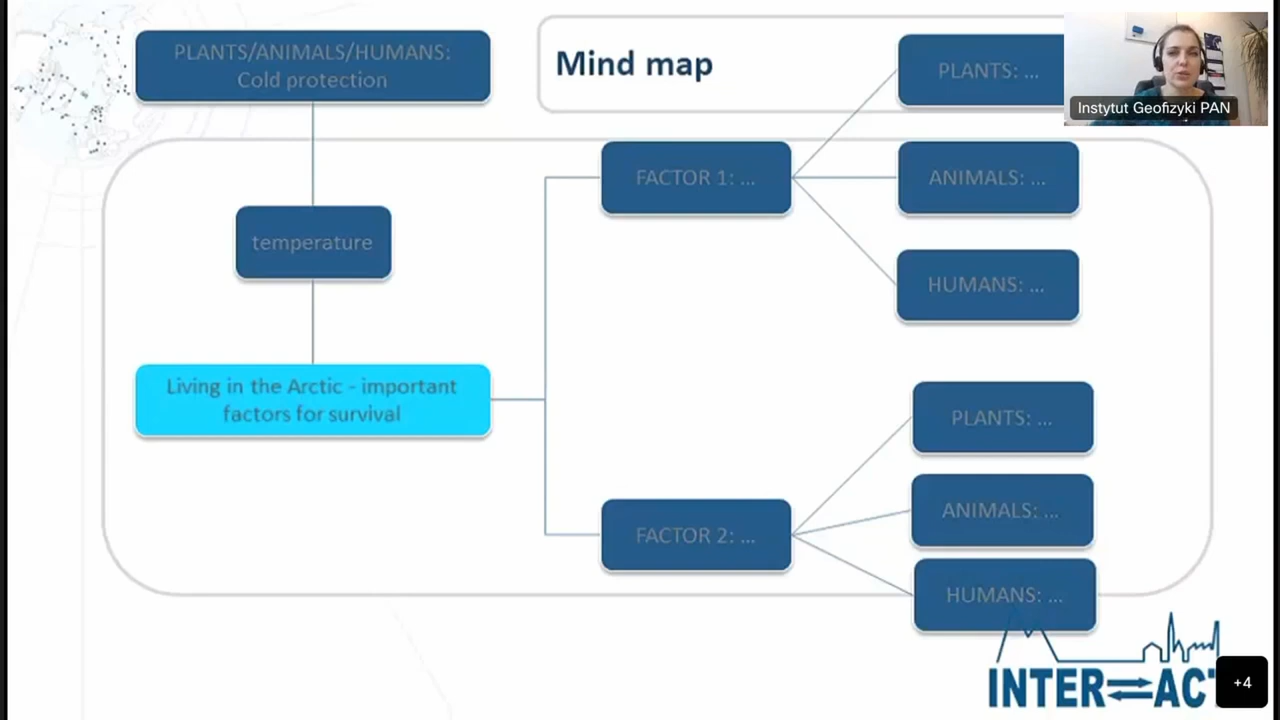 PLANTS/ANIMALS/HUMANS:
Cold protection
Mind map
PLANTS: ...
Instytut Geofizyki PAN
FACTOR 1: ...
ANIMALS: ...
temperature
HUMANS: ...
Living in the Arctic - important
factors for survival
PLANTS: ...
ANIMALS: ...
FACTOR 2: ...
HUMANS: ...
INTER
AC
+4